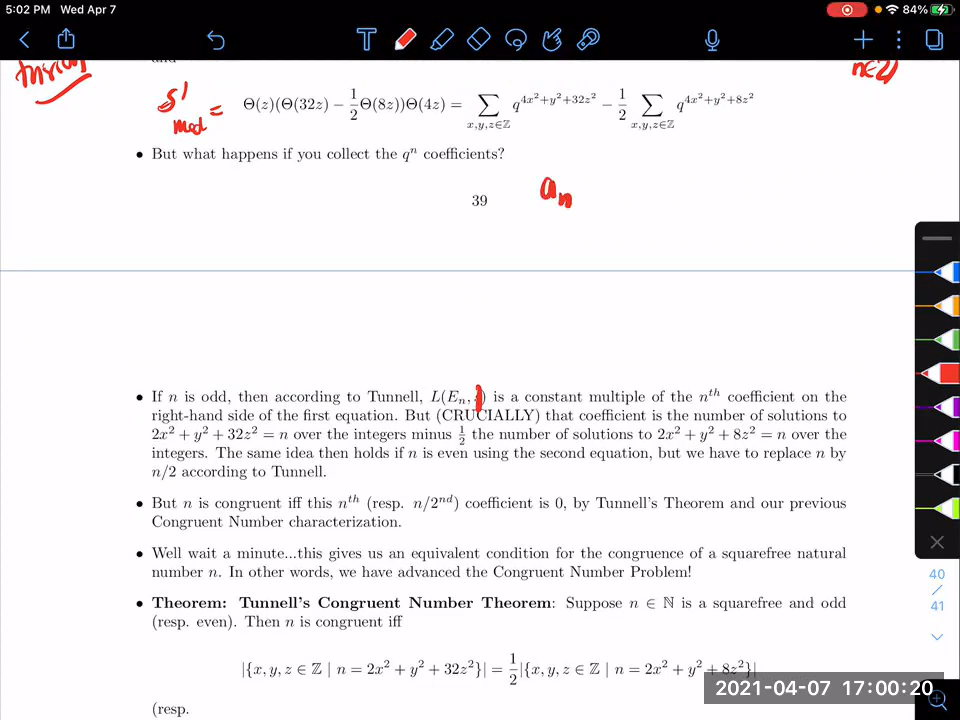 5:02 PM Wed Apr 7
84%
and
n∈ℤ
S'
mod =
Θ(z)(Θ(32z) − 1/2Θ(8z))Θ(4z) = ∑_{x,y,z∈ℤ} q^{4x²+y²+32z²} − 1/2 ∑_{x,y,z∈ℤ} q^{4x²+y²+8z²}
• But what happens if you collect the qⁿ coefficients?
aₙ
39
• If n is odd, then according to Tunnell, L(Eₙ, 1) is a constant multiple of the n^{th} coefficient on the
right-hand side of the first equation. But (CRUCIALLY) that coefficient is the number of solutions to
2x² + y² + 32z² = n over the integers minus 1/2 the number of solutions to 2x² + y² + 8z² = n over the
integers. The same idea then holds if n is even using the second equation, but we have to replace n by
n/2 according to Tunnell.
• But n is congruent iff this n^{th} (resp. n/2^{nd}) coefficient is 0, by Tunnell's Theorem and our previous
Congruent Number characterization.
• Well wait a minute...this gives us an equivalent condition for the congruence of a squarefree natural
number n. In other words, we have advanced the Congruent Number Problem!
• Theorem: Tunnell's Congruent Number Theorem: Suppose n ∈ ℕ is a squarefree and odd
(resp. even). Then n is congruent iff
|{x, y, z ∈ ℤ | n = 2x² + y² + 32z²}| = 1/2|{x, y, z ∈ ℤ | n = 2x² + y² + 8z²}|
(resp.
40
/
41
2021-04-07 17:00:20